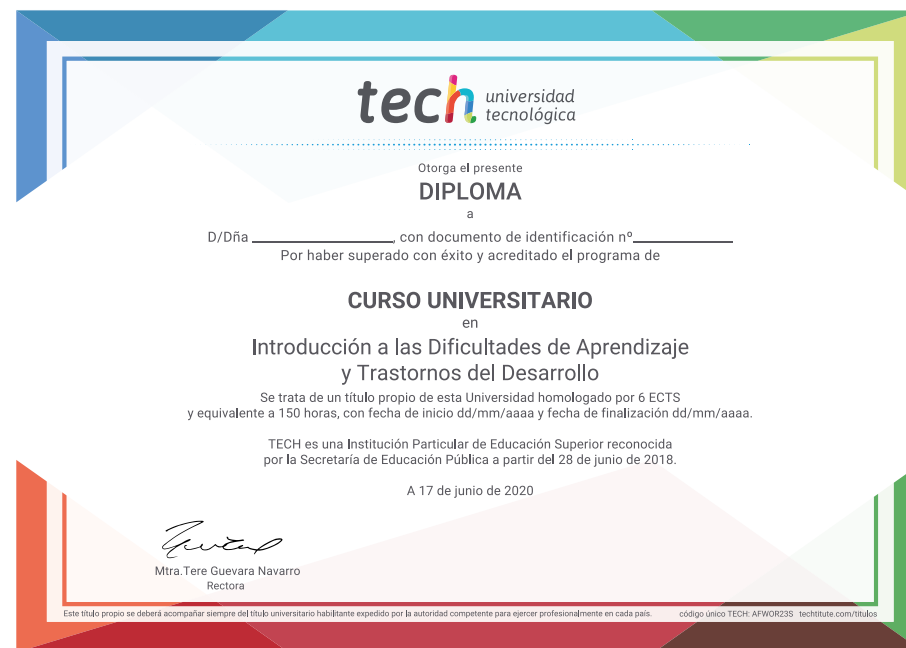 tech universidad
tecnológica
Otorga el presente
DIPLOMA
a
D/Dña ____________________, con documento de identificación nº______________
Por haber superado con éxito y acreditado el programa de
CURSO UNIVERSITARIO
en
Introducción a las Dificultades de Aprendizaje
y Trastornos del Desarrollo
Se trata de un título propio de esta Universidad homologado por 6 ECTS
y equivalente a 150 horas, con fecha de inicio dd/mm/aaaa y fecha de finalización dd/mm/aaaa.
TECH es una Institución Particular de Educación Superior reconocida
por la Secretaría de Educación Pública a partir del 28 de junio de 2018.
A 17 de junio de 2020
Mtra.Tere Guevara Navarro
Rectora
Este título propio se deberá acompañar siempre del título universitario habilitante expedido por la autoridad competente para ejercer profesionalmente en cada país. código único TECH: AFWOR23S techtitute.com/titulos